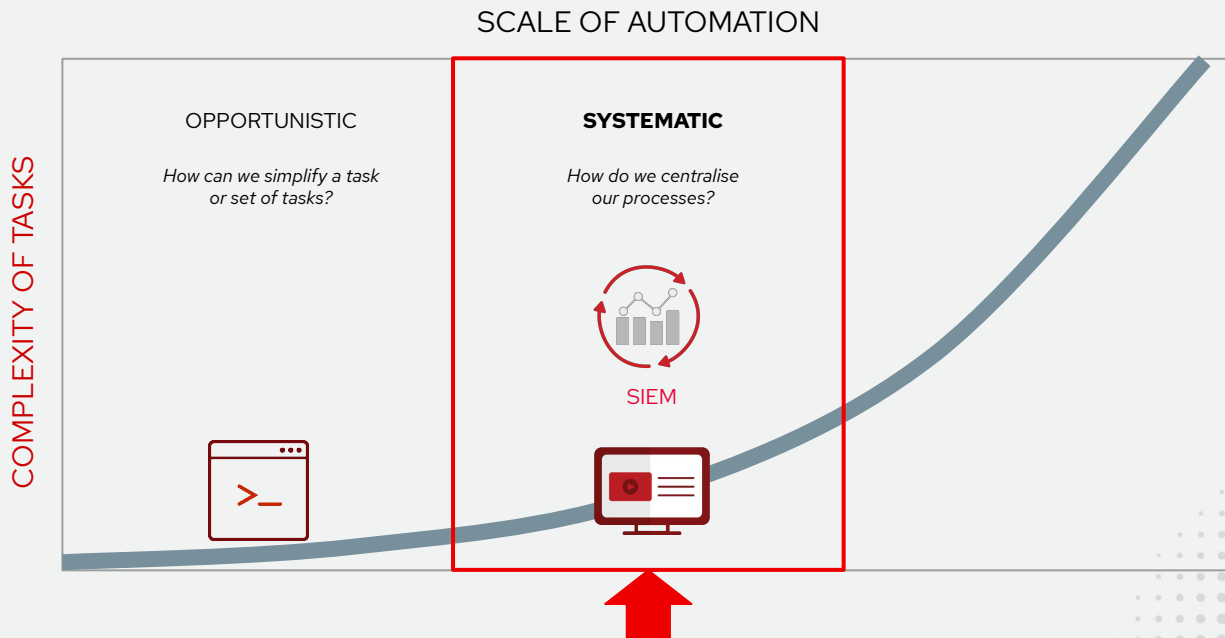 SCALE OF AUTOMATION
COMPLEXITY OF TASKS
OPPORTUNISTIC
How can we simplify a task
or set of tasks?
SYSTEMATIC
How do we centralise
our processes?
SIEM
>_